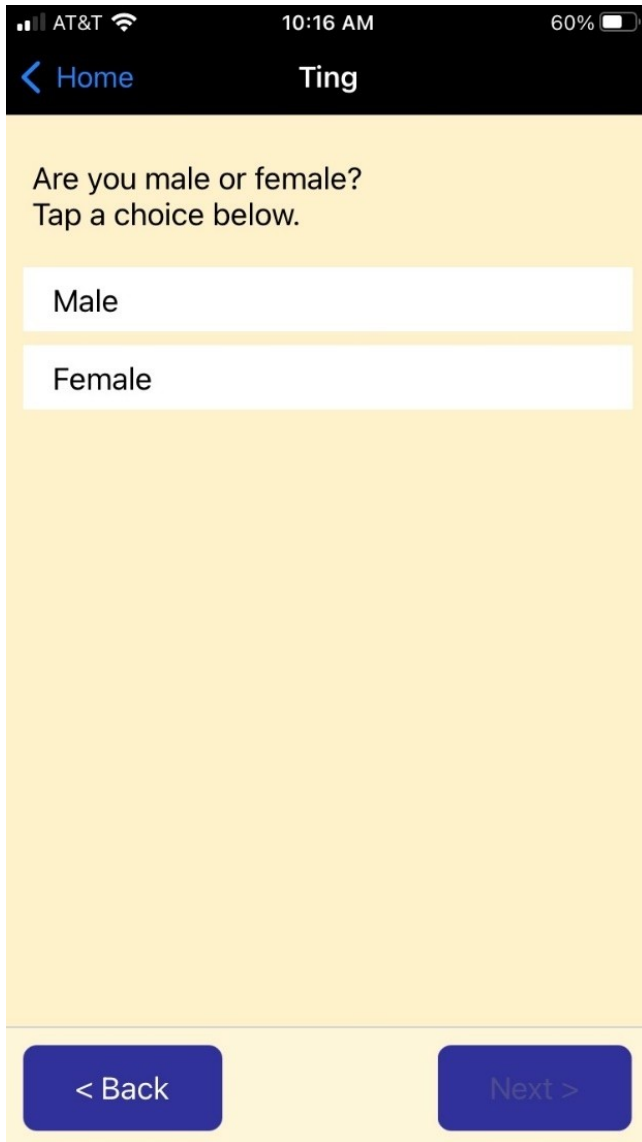 AT&T 10:16 AM 60%
Home Ting
Are you male or female?
Tap a choice below.
Male
Female
< Back Next >